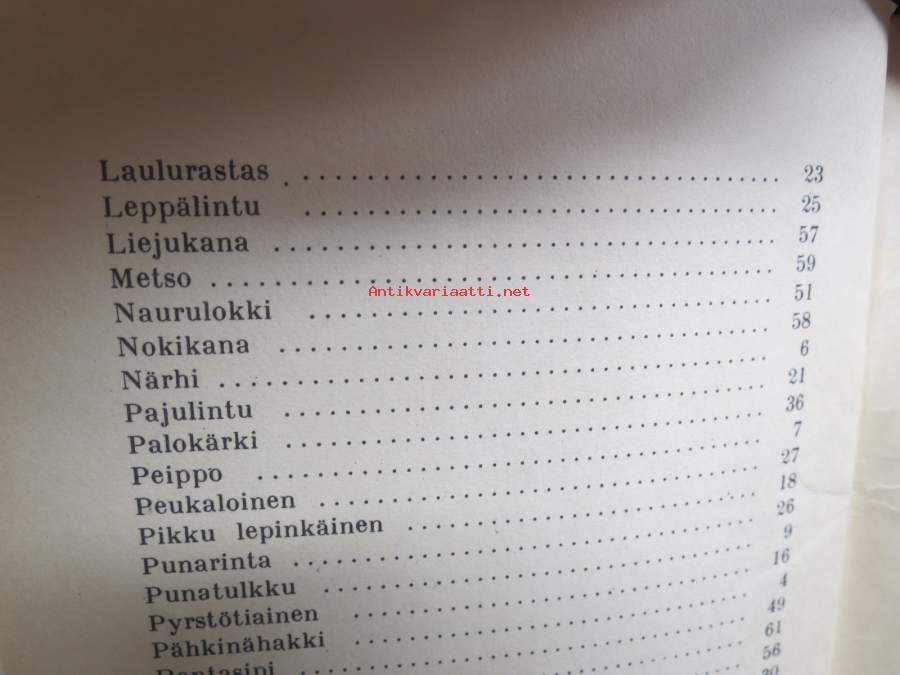 Laulurastas . . . . . . . . . . . . . . . . . . . . 23
Leppälintu . . . . . . . . . . . . . . . . . . . . 25
Liejukana . . . . . . . . . . . . . . . . . . . . 57
Metso . . . . . . . . . . . . . . . . . . . . 59
Antikvariaatti.net
Naurulokki . . . . . . . . . . . . . . . . . . . . 51
Nokikana . . . . . . . . . . . . . . . . . . . . 58
Närhi . . . . . . . . . . . . . . . . . . . . 6
Pajulintu . . . . . . . . . . . . . . . . . . . . 21
Palokärki . . . . . . . . . . . . . . . . . . . . 36
Peippo . . . . . . . . . . . . . . . . . . . . 7
Peukaloinen . . . . . . . . . . . . . . . . . . . . 27
Pikku lepinkäinen . . . . . . . . . . . . . . . . . . . . 18
Punarinta . . . . . . . . . . . . . . . . . . . . 26
Punatulkku . . . . . . . . . . . . . . . . . . . . 9
Pyrstötiainen . . . . . . . . . . . . . . . . . . . . 16
Pähkinähakki . . . . . . . . . . . . . . . . . . . . 4
Rantasipi . . . . . . . . . . . . . . . . . . . . 49
61
56